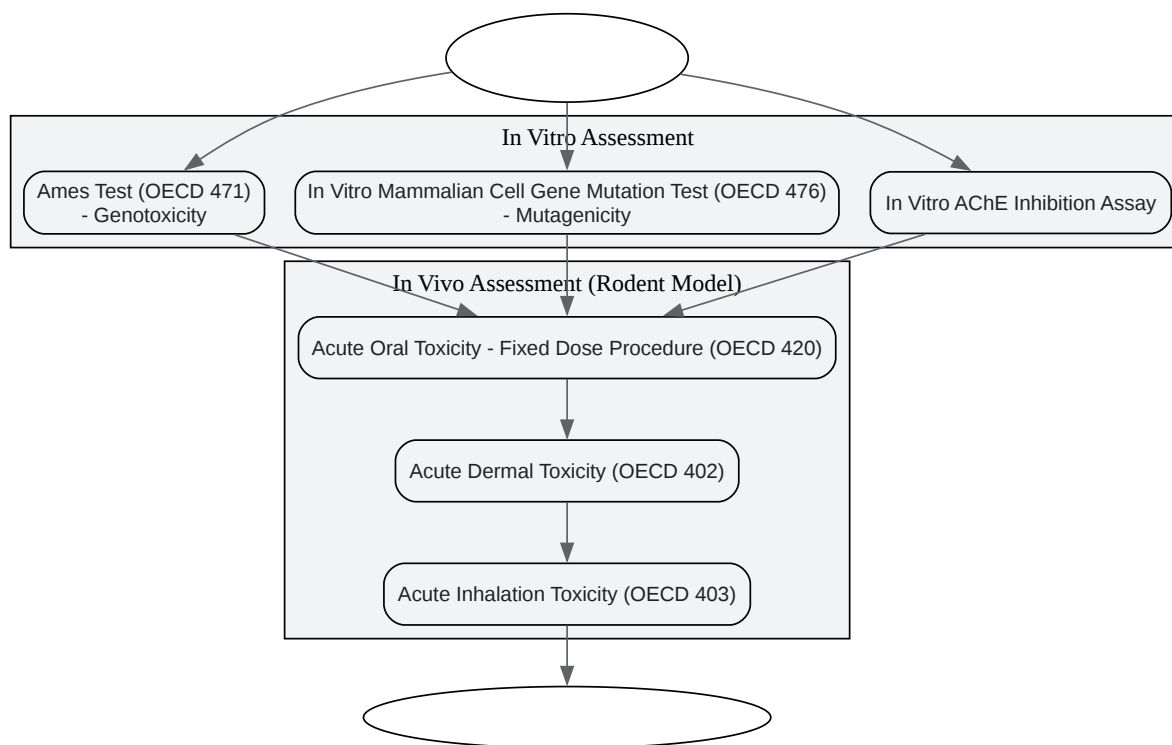 In Vitro Assessment
Ames Test (OECD 471)
- Genotoxicity
In Vitro Mammalian Cell Gene Mutation Test (OECD 476)
- Mutagenicity
In Vitro AChE Inhibition Assay
In Vivo Assessment (Rodent Model)
Acute Oral Toxicity - Fixed Dose Procedure (OECD 420)
Acute Dermal Toxicity (OECD 402)
Acute Inhalation Toxicity (OECD 403)